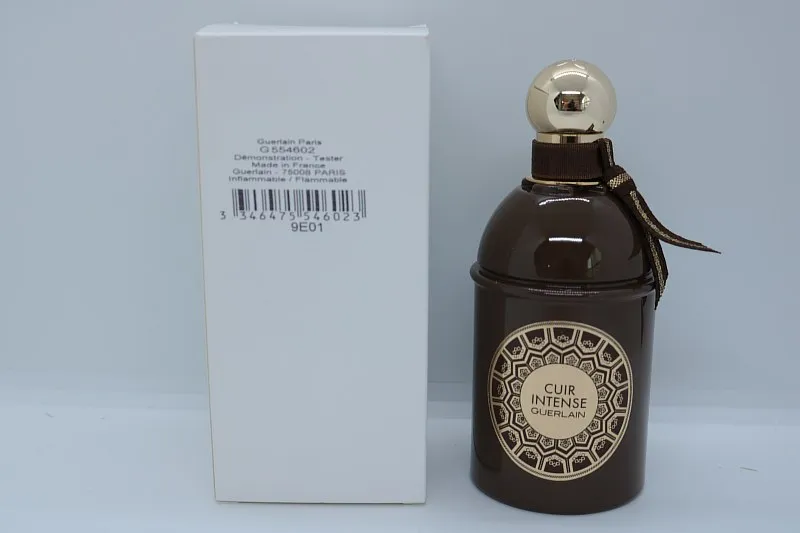 Guerlain Paris
G554602
Démonstration - Tester
Made in France
Guerlain - 75008 PARIS
Inflammable / Flammable
3 346475 546023
9E01
CUIR
INTENSE
GUERLAIN